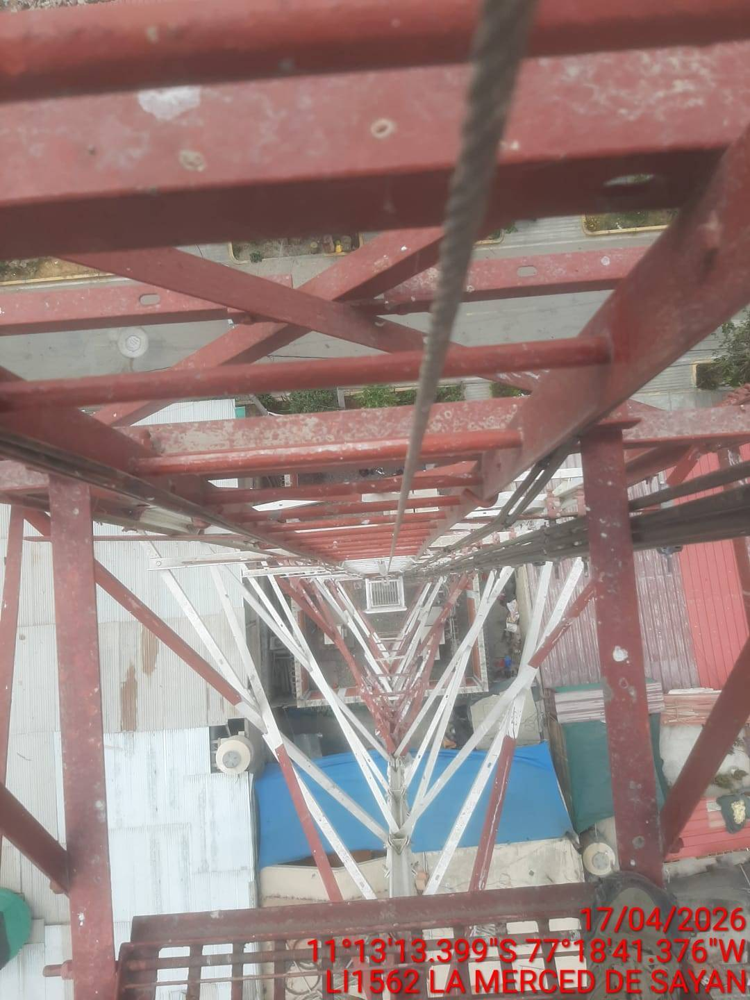 17/04/2026
11°13'13.399"S 77°18'41.376"W
LI1562 LA MERCED DE SAYAN